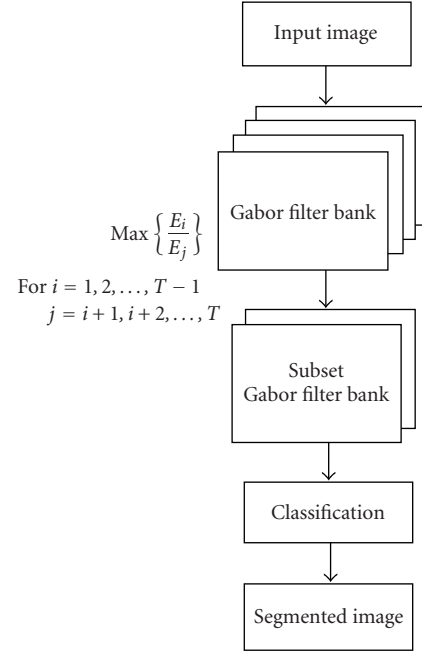 Input image
Gabor filter bank
Max { E_i / E_j }
For i = 1, 2, . . . , T − 1
j = i + 1, i + 2, . . . , T
Subset
Gabor filter bank
Classification
Segmented image